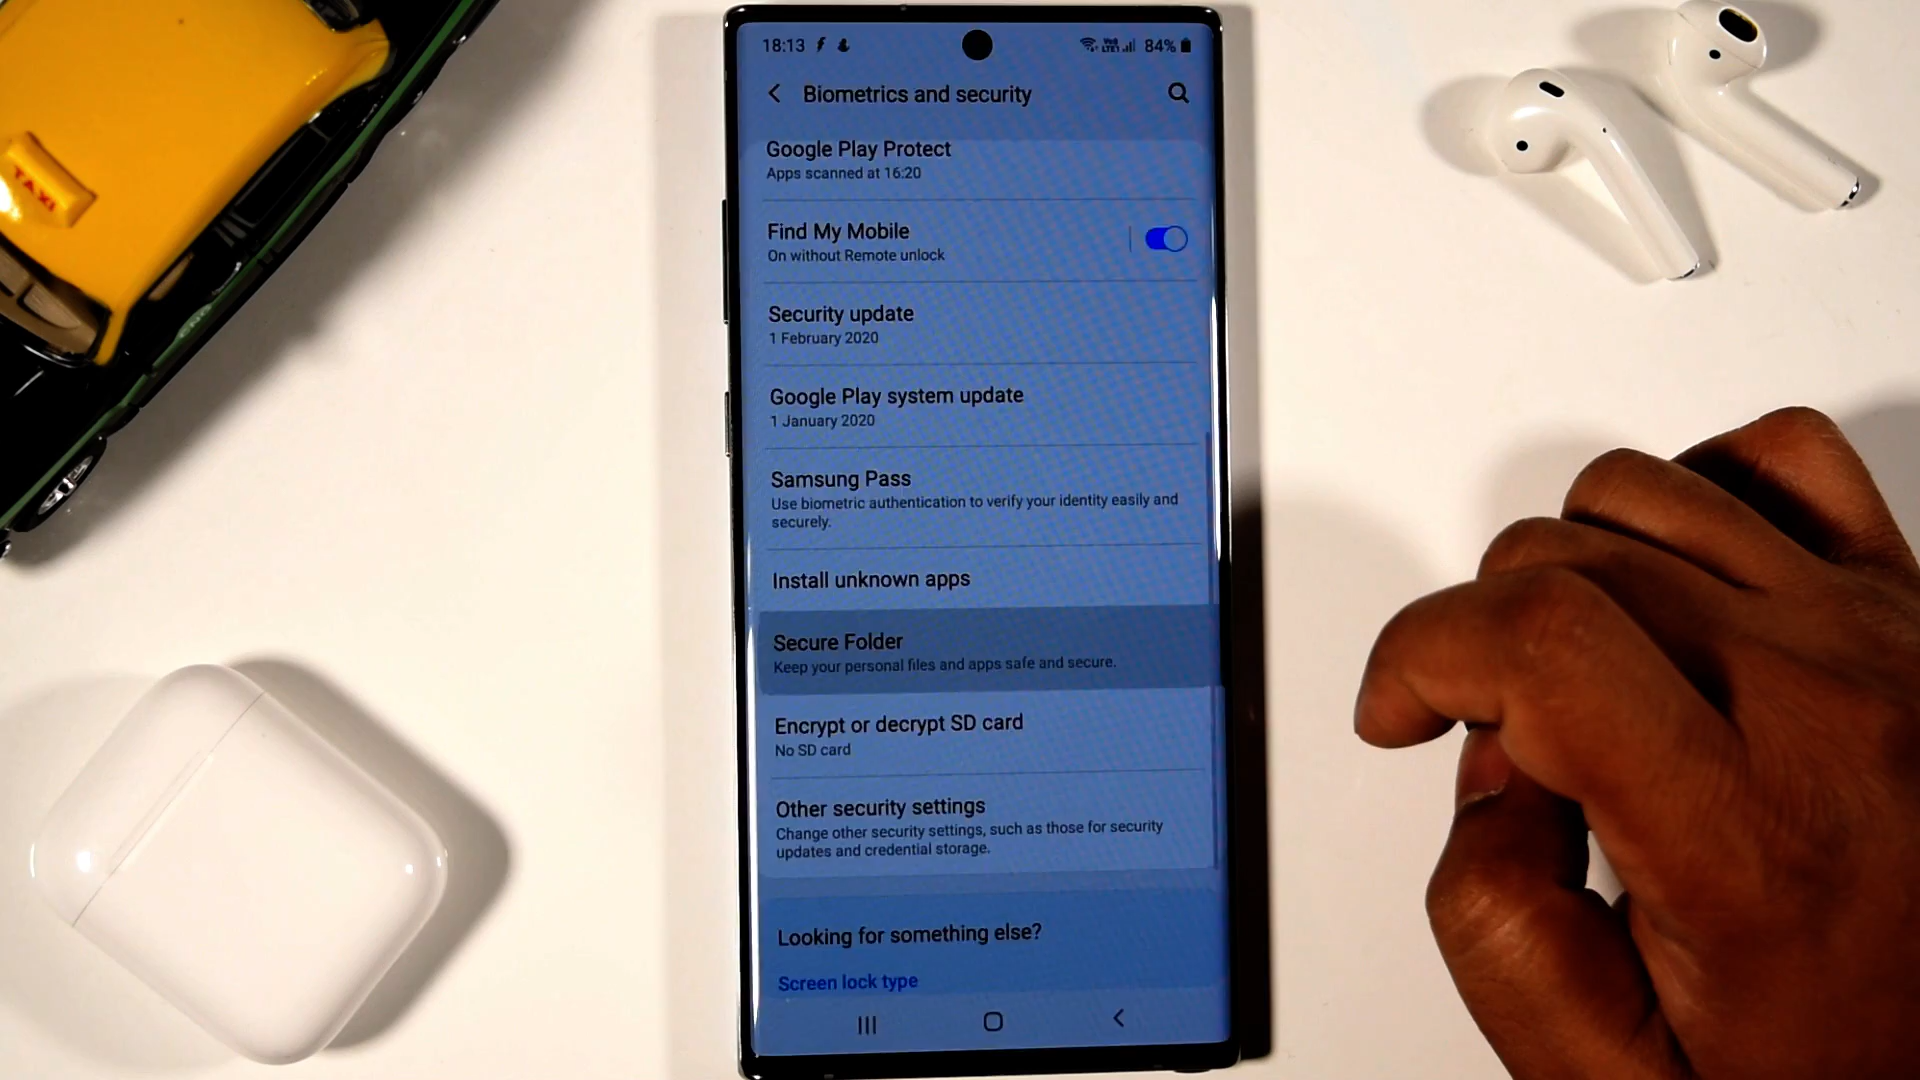 TAXI
18:13
84%
Biometrics and security
Google Play Protect
Apps scanned at 16:20
Find My Mobile
On without Remote unlock
Security update
1 February 2020
Google Play system update
1 January 2020
Samsung Pass
Use biometric authentication to verify your identity easily and
securely.
Install unknown apps
Secure Folder
Keep your personal files and apps safe and secure.
Encrypt or decrypt SD card
No SD card
Other security settings
Change other security settings, such as those for security
updates and credential storage.
Looking for something else?
Screen lock type